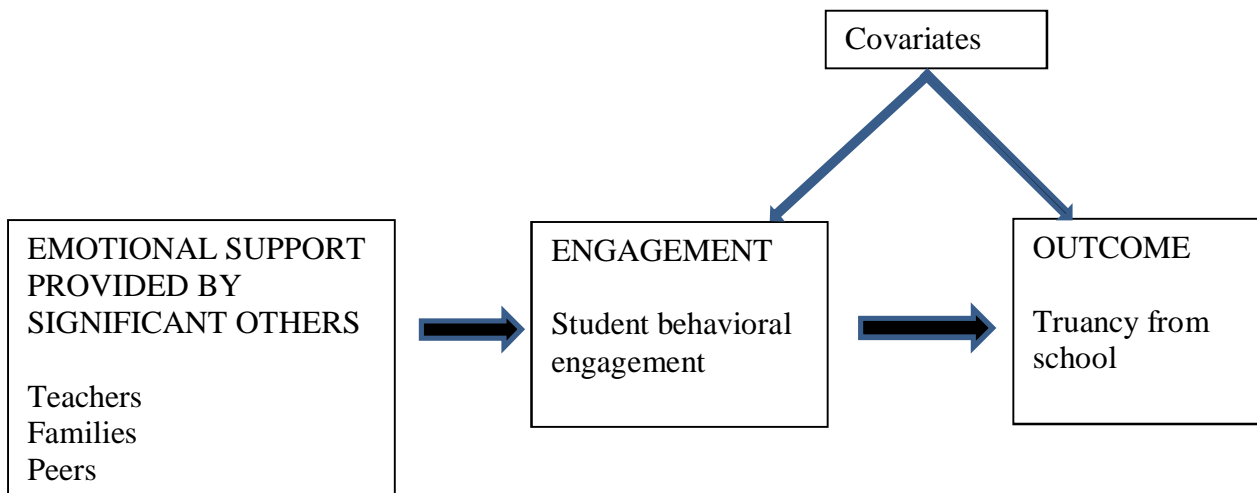 Covariates
EMOTIONAL SUPPORT
PROVIDED BY
SIGNIFICANT OTHERS
Teachers
Families
Peers
ENGAGEMENT
Student behavioral
engagement
OUTCOME
Truancy from
school